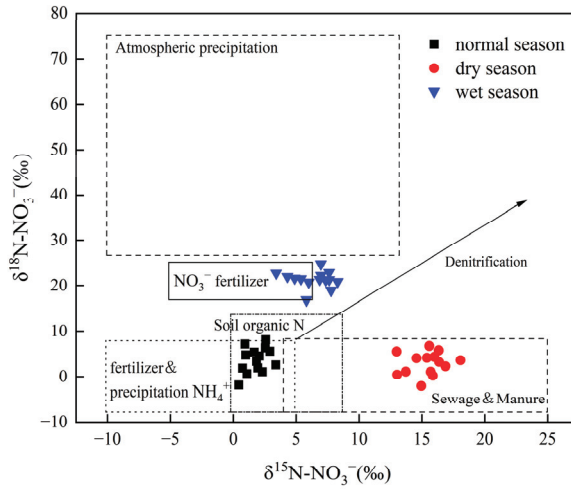 80
70
60
50
40
30
20
10
0
−10
−10
−5
0
5
10
15
20
25
δ¹⁸N-NO₃⁻(‰)
δ¹⁵N-NO₃⁻(‰)
Atmospheric precipitation
normal season
dry season
wet season
NO₃⁻ fertilizer
Denitrification
Soil organic N
fertilizer &
precipitation NH₄⁺
Sewage & Manure